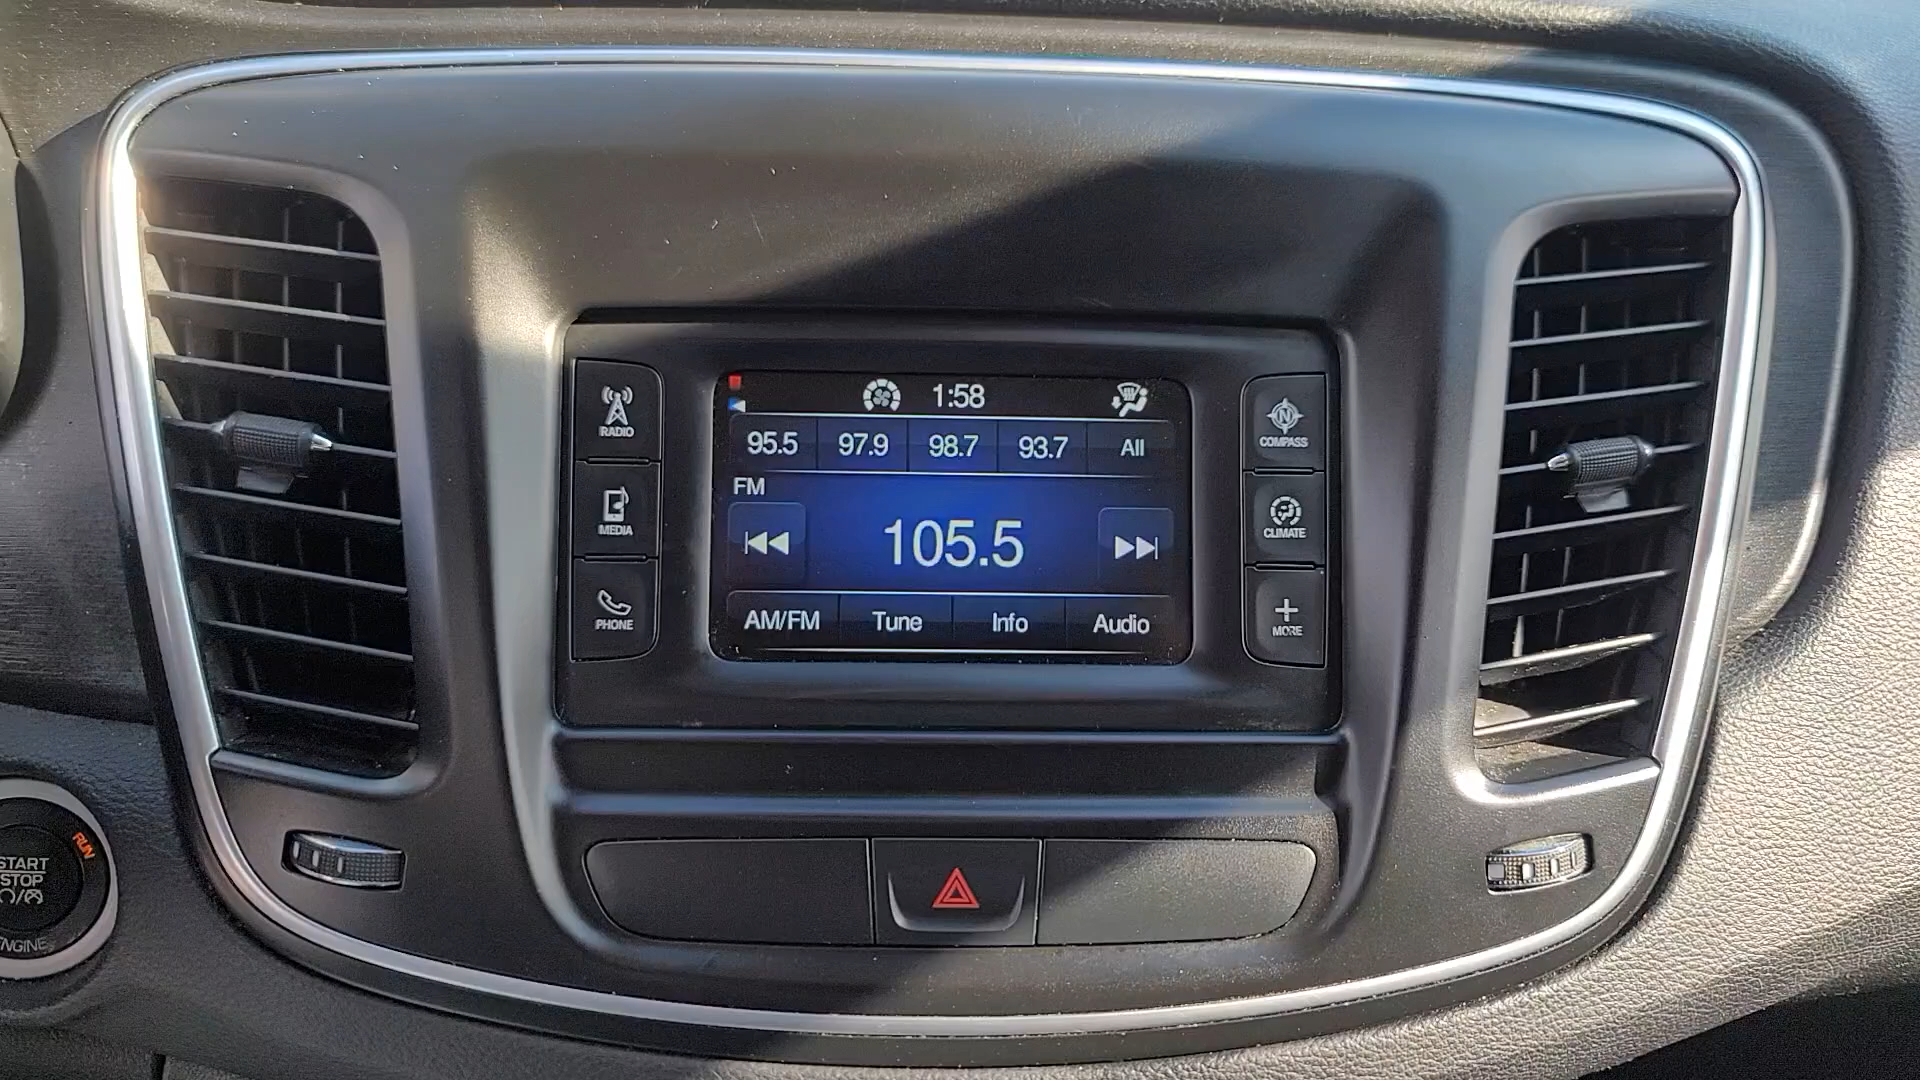 1:58
RADIO
95.5 97.9 98.7 93.7 All
N
COMPASS
FM
MEDIA
105.5
CLIMATE
PHONE
AM/FM Tune Info Audio
MORE
RUN
START
STOP
ENGINE